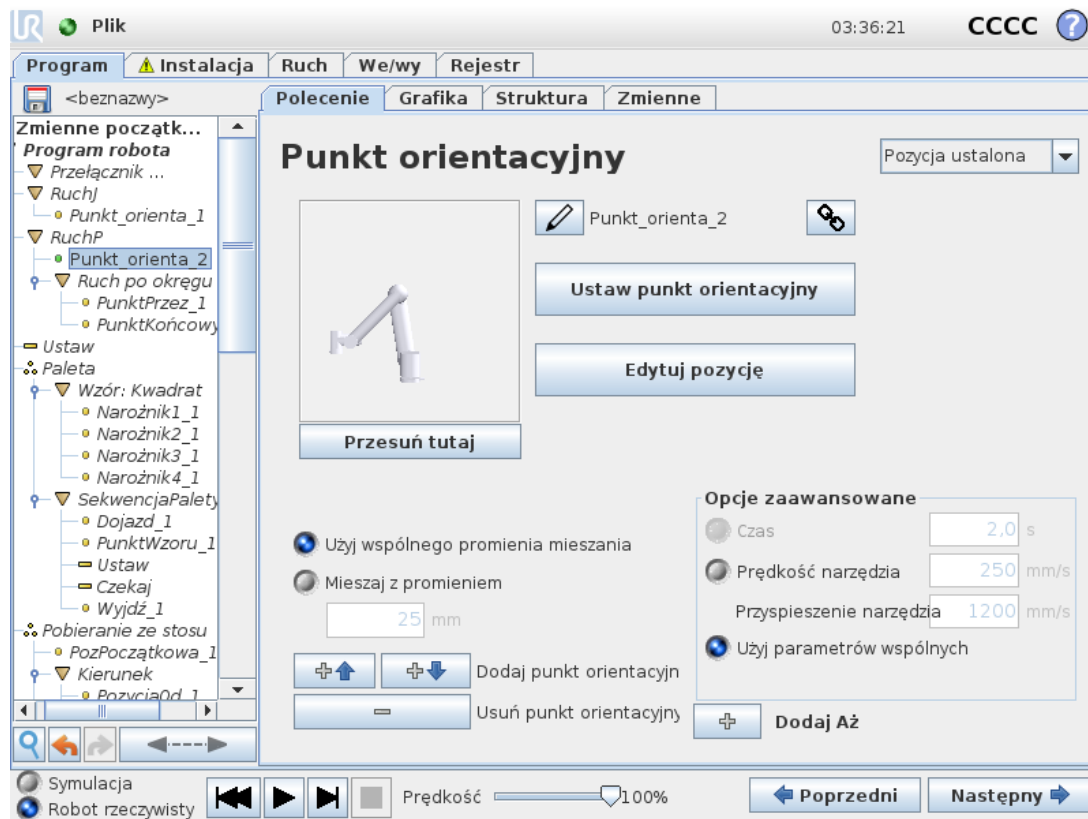 UR Plik 03:36:21 CCCC ?
Program Instalacja Ruch We/wy Rejestr
<beznazwy>
Polecenie Grafika Struktura Zmienne
Zmienne początk...
Program robota
Przełącznik ...
RuchJ
Punkt_orienta_1
RuchP
Punkt_orienta_2
Ruch po okręgu
PunktPrzez_1
PunktKońcowy
Ustaw
Paleta
Wzór: Kwadrat
Narożnik1_1
Narożnik2_1
Narożnik3_1
Narożnik4_1
SekwencjaPalety
Dojazd_1
PunktWzoru_1
Ustaw
Czekaj
Wyjdź_1
Pobieranie ze stosu
PozPoczątkowa_1
Kierunek
PozycjaOd_1
Punkt orientacyjny
Pozycja ustalona
Punkt_orienta_2
Ustaw punkt orientacyjny
Edytuj pozycję
Przesuń tutaj
Użyj wspólnego promienia mieszania
Mieszaj z promieniem
25 mm
Dodaj punkt orientacyjn
Usuń punkt orientacyjny
Opcje zaawansowane
Czas 2,0 s
Prędkość narzędzia 250 mm/s
Przyspieszenie narzędzia 1200 mm/s
Użyj parametrów wspólnych
Dodaj Aż
Symulacja
Robot rzeczywisty
Prędkość 100%
Poprzedni
Następny